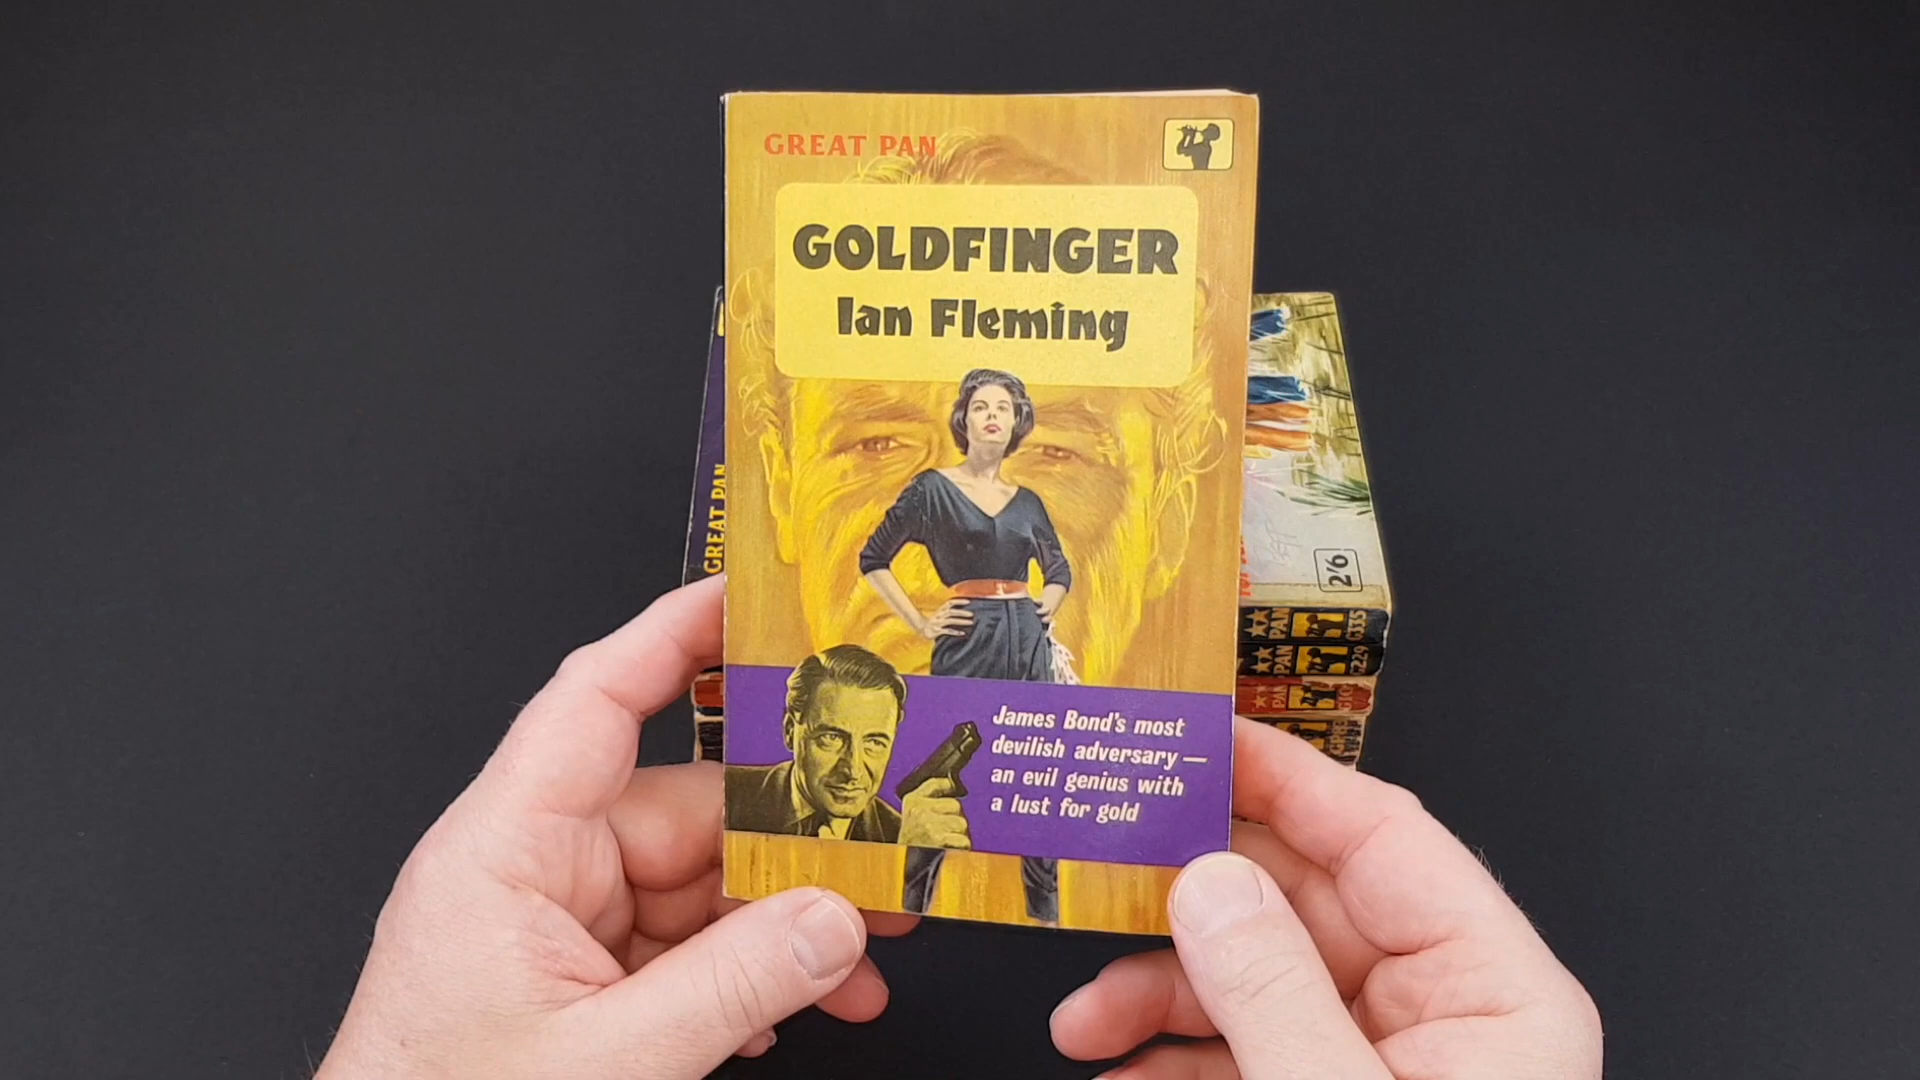 GREAT PAN
GOLDFINGER
Ian Fleming
James Bond's most
devilish adversary —
an evil genius with
a lust for gold
GREAT PAN
2/6
PAN
G335
PAN
G229
PAN